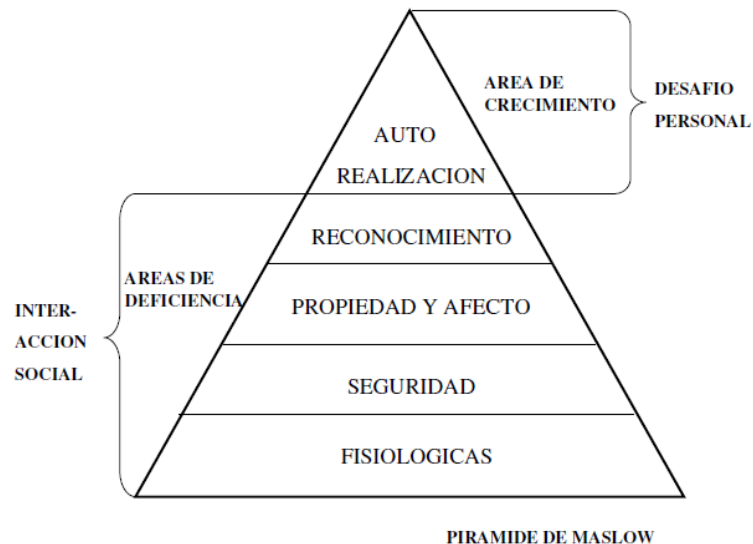 AREA DE
CRECIMIENTO
DESAFIO
PERSONAL
AUTO
REALIZACION
RECONOCIMIENTO
AREAS DE
DEFICIENCIA
INTER-
ACCION
SOCIAL
PROPIEDAD Y AFECTO
SEGURIDAD
FISIOLOGICAS
PIRAMIDE DE MASLOW